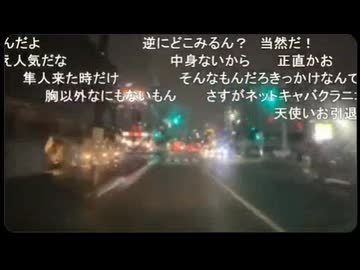 んだよ 逆にどこみるん? 当然だ!
え人気だな 中身ないから 正直かお
隼人来た時だけ そんなもんだろきっかけなんて
胸以外なにもないもん さすがネットキャバクラニコ
天使いお引退